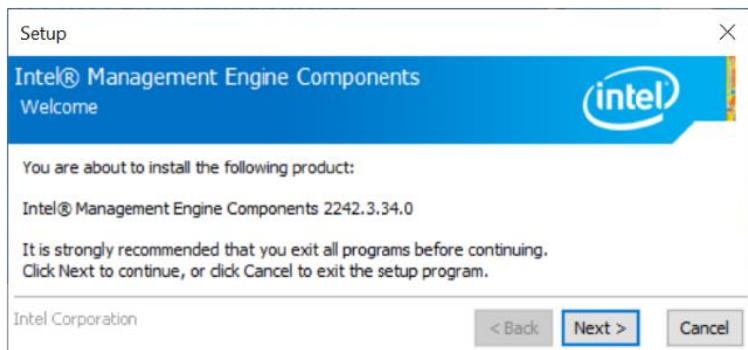 Setup
Intel® Management Engine Components
Welcome
intel
You are about to install the following product:
Intel® Management Engine Components 2242.3.34.0
It is strongly recommended that you exit all programs before continuing.
Click Next to continue, or click Cancel to exit the setup program.
Intel Corporation
< Back
Next >
Cancel